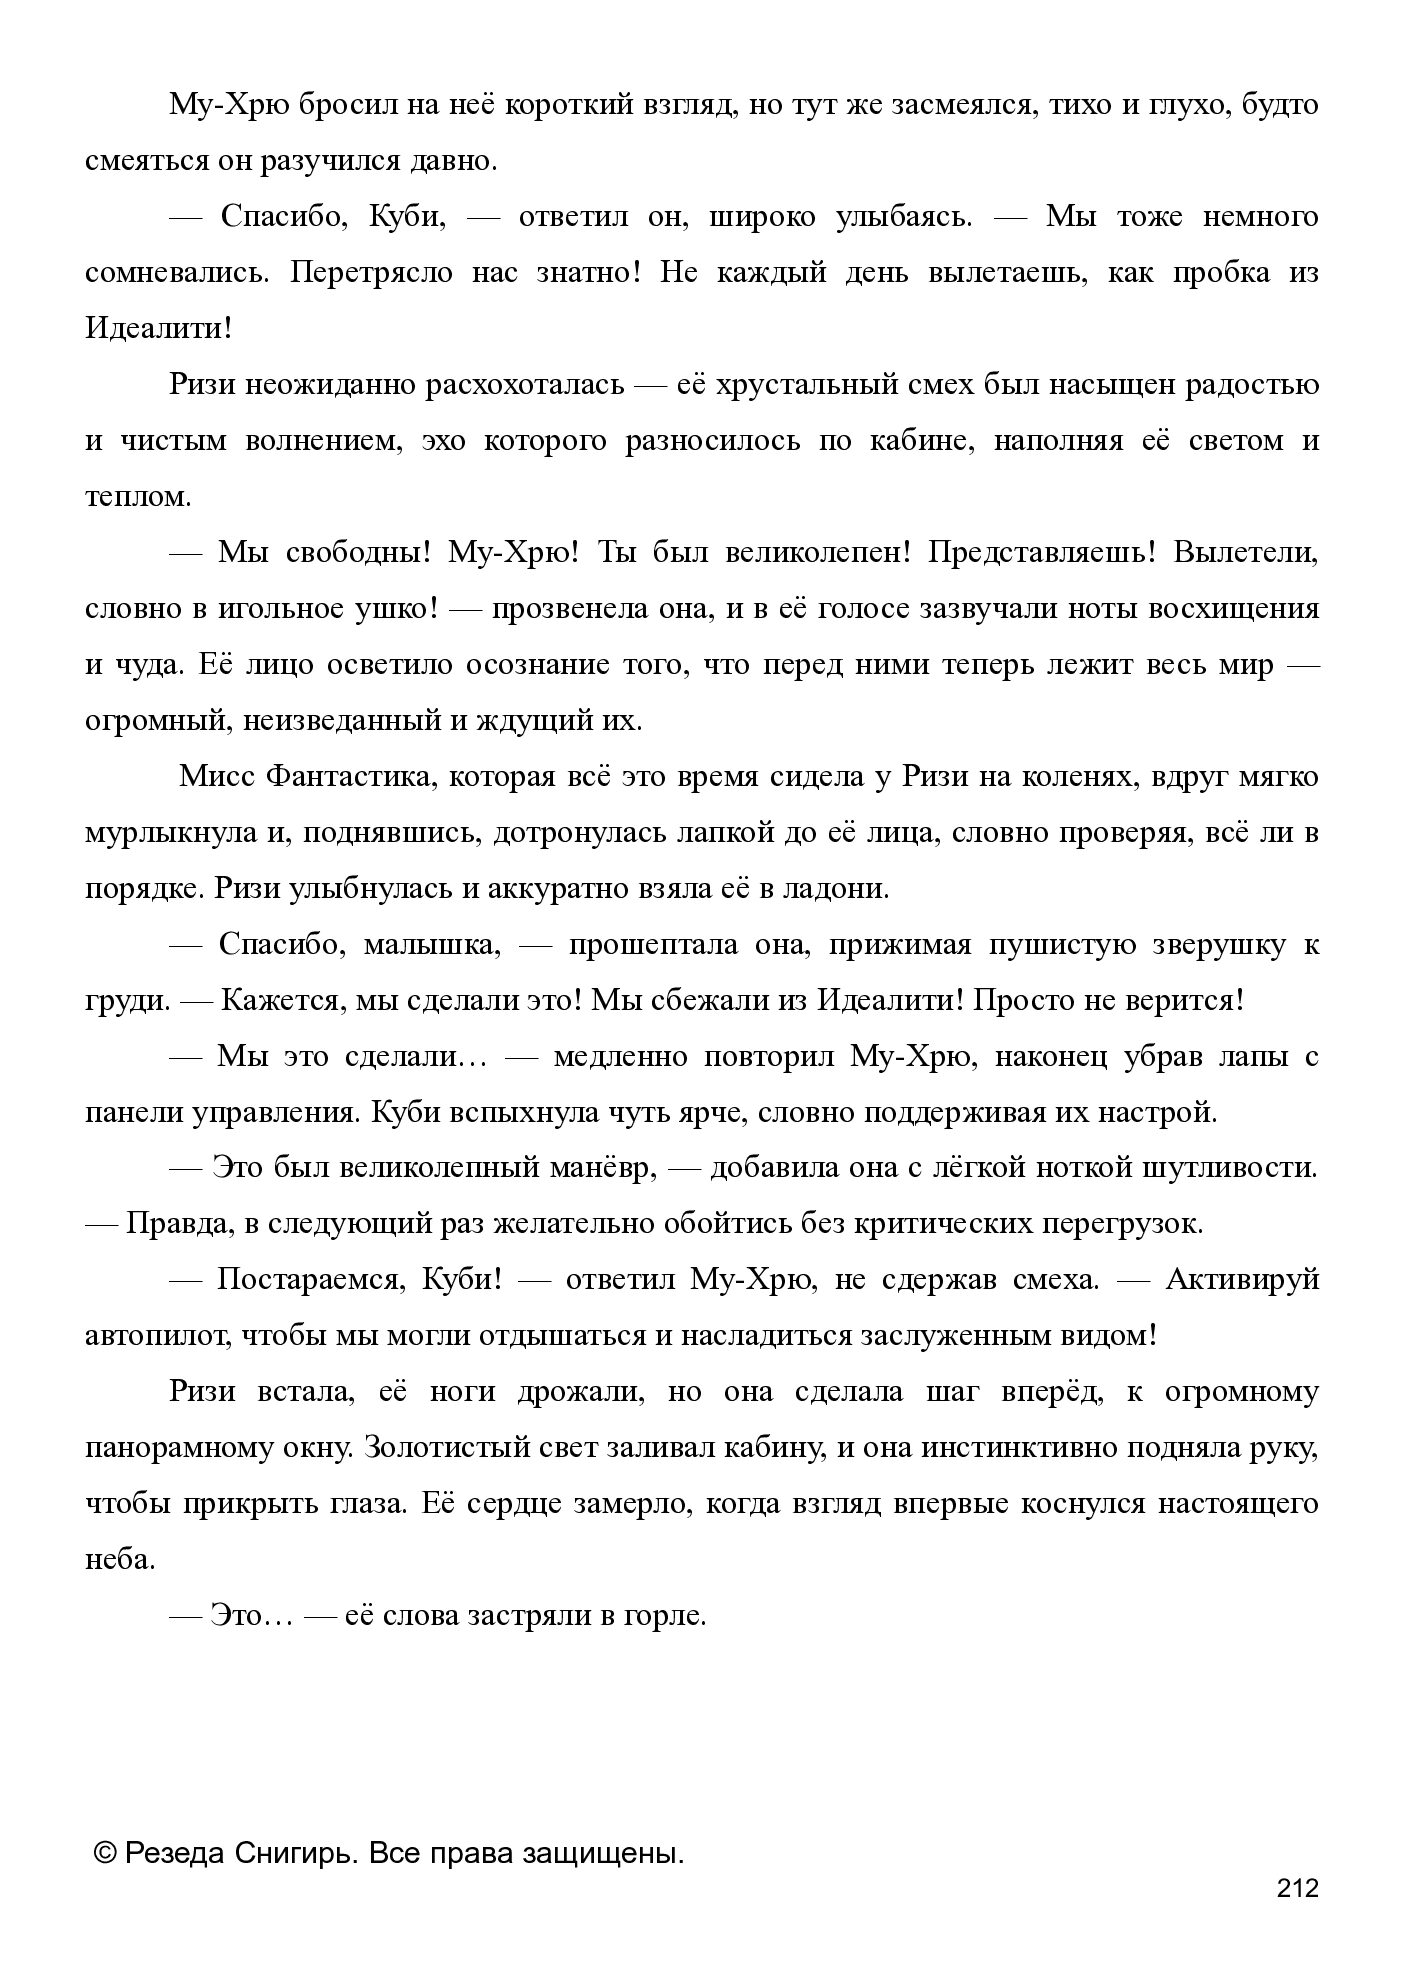 Му-Хрю бросил на неё короткий взгляд, но тут же засмеялся, тихо и глухо, будто
смеяться он разучился давно.
— Спасибо, Куби, — ответил он, широко улыбаясь. — Мы тоже немного
сомневались. Перетрясло нас знатно! Не каждый день вылетаешь, как пробка из
Идеалити!
Ризи неожиданно расхохоталась — её хрустальный смех был насыщен радостью
и чистым волнением, эхо которого разносилось по кабине, наполняя её светом и
теплом.
— Мы свободны! Му-Хрю! Ты был великолепен! Представляешь! Вылетели,
словно в игольное ушко! — прозвенела она, и в её голосе зазвучали ноты восхищения
и чуда. Её лицо осветило осознание того, что перед ними теперь лежит весь мир —
огромный, неизведанный и ждущий их.
Мисс Фантастика, которая всё это время сидела у Ризи на коленях, вдруг мягко
мурлыкнула и, поднявшись, дотронулась лапкой до её лица, словно проверяя, всё ли в
порядке. Ризи улыбнулась и аккуратно взяла её в ладони.
— Спасибо, малышка, — прошептала она, прижимая пушистую зверушку к
груди. — Кажется, мы сделали это! Мы сбежали из Идеалити! Просто не верится!
— Мы это сделали… — медленно повторил Му-Хрю, наконец убрав лапы с
панели управления. Куби вспыхнула чуть ярче, словно поддерживая их настрой.
— Это был великолепный манёвр, — добавила она с лёгкой ноткой шутливости.
— Правда, в следующий раз желательно обойтись без критических перегрузок.
— Постараемся, Куби! — ответил Му-Хрю, не сдержав смеха. — Активируй
автопилот, чтобы мы могли отдышаться и насладиться заслуженным видом!
Ризи встала, её ноги дрожали, но она сделала шаг вперёд, к огромному
панорамному окну. Золотистый свет заливал кабину, и она инстинктивно подняла руку,
чтобы прикрыть глаза. Её сердце замерло, когда взгляд впервые коснулся настоящего
неба.
— Это… — её слова застряли в горле.
© Резеда Снигирь. Все права защищены.
212